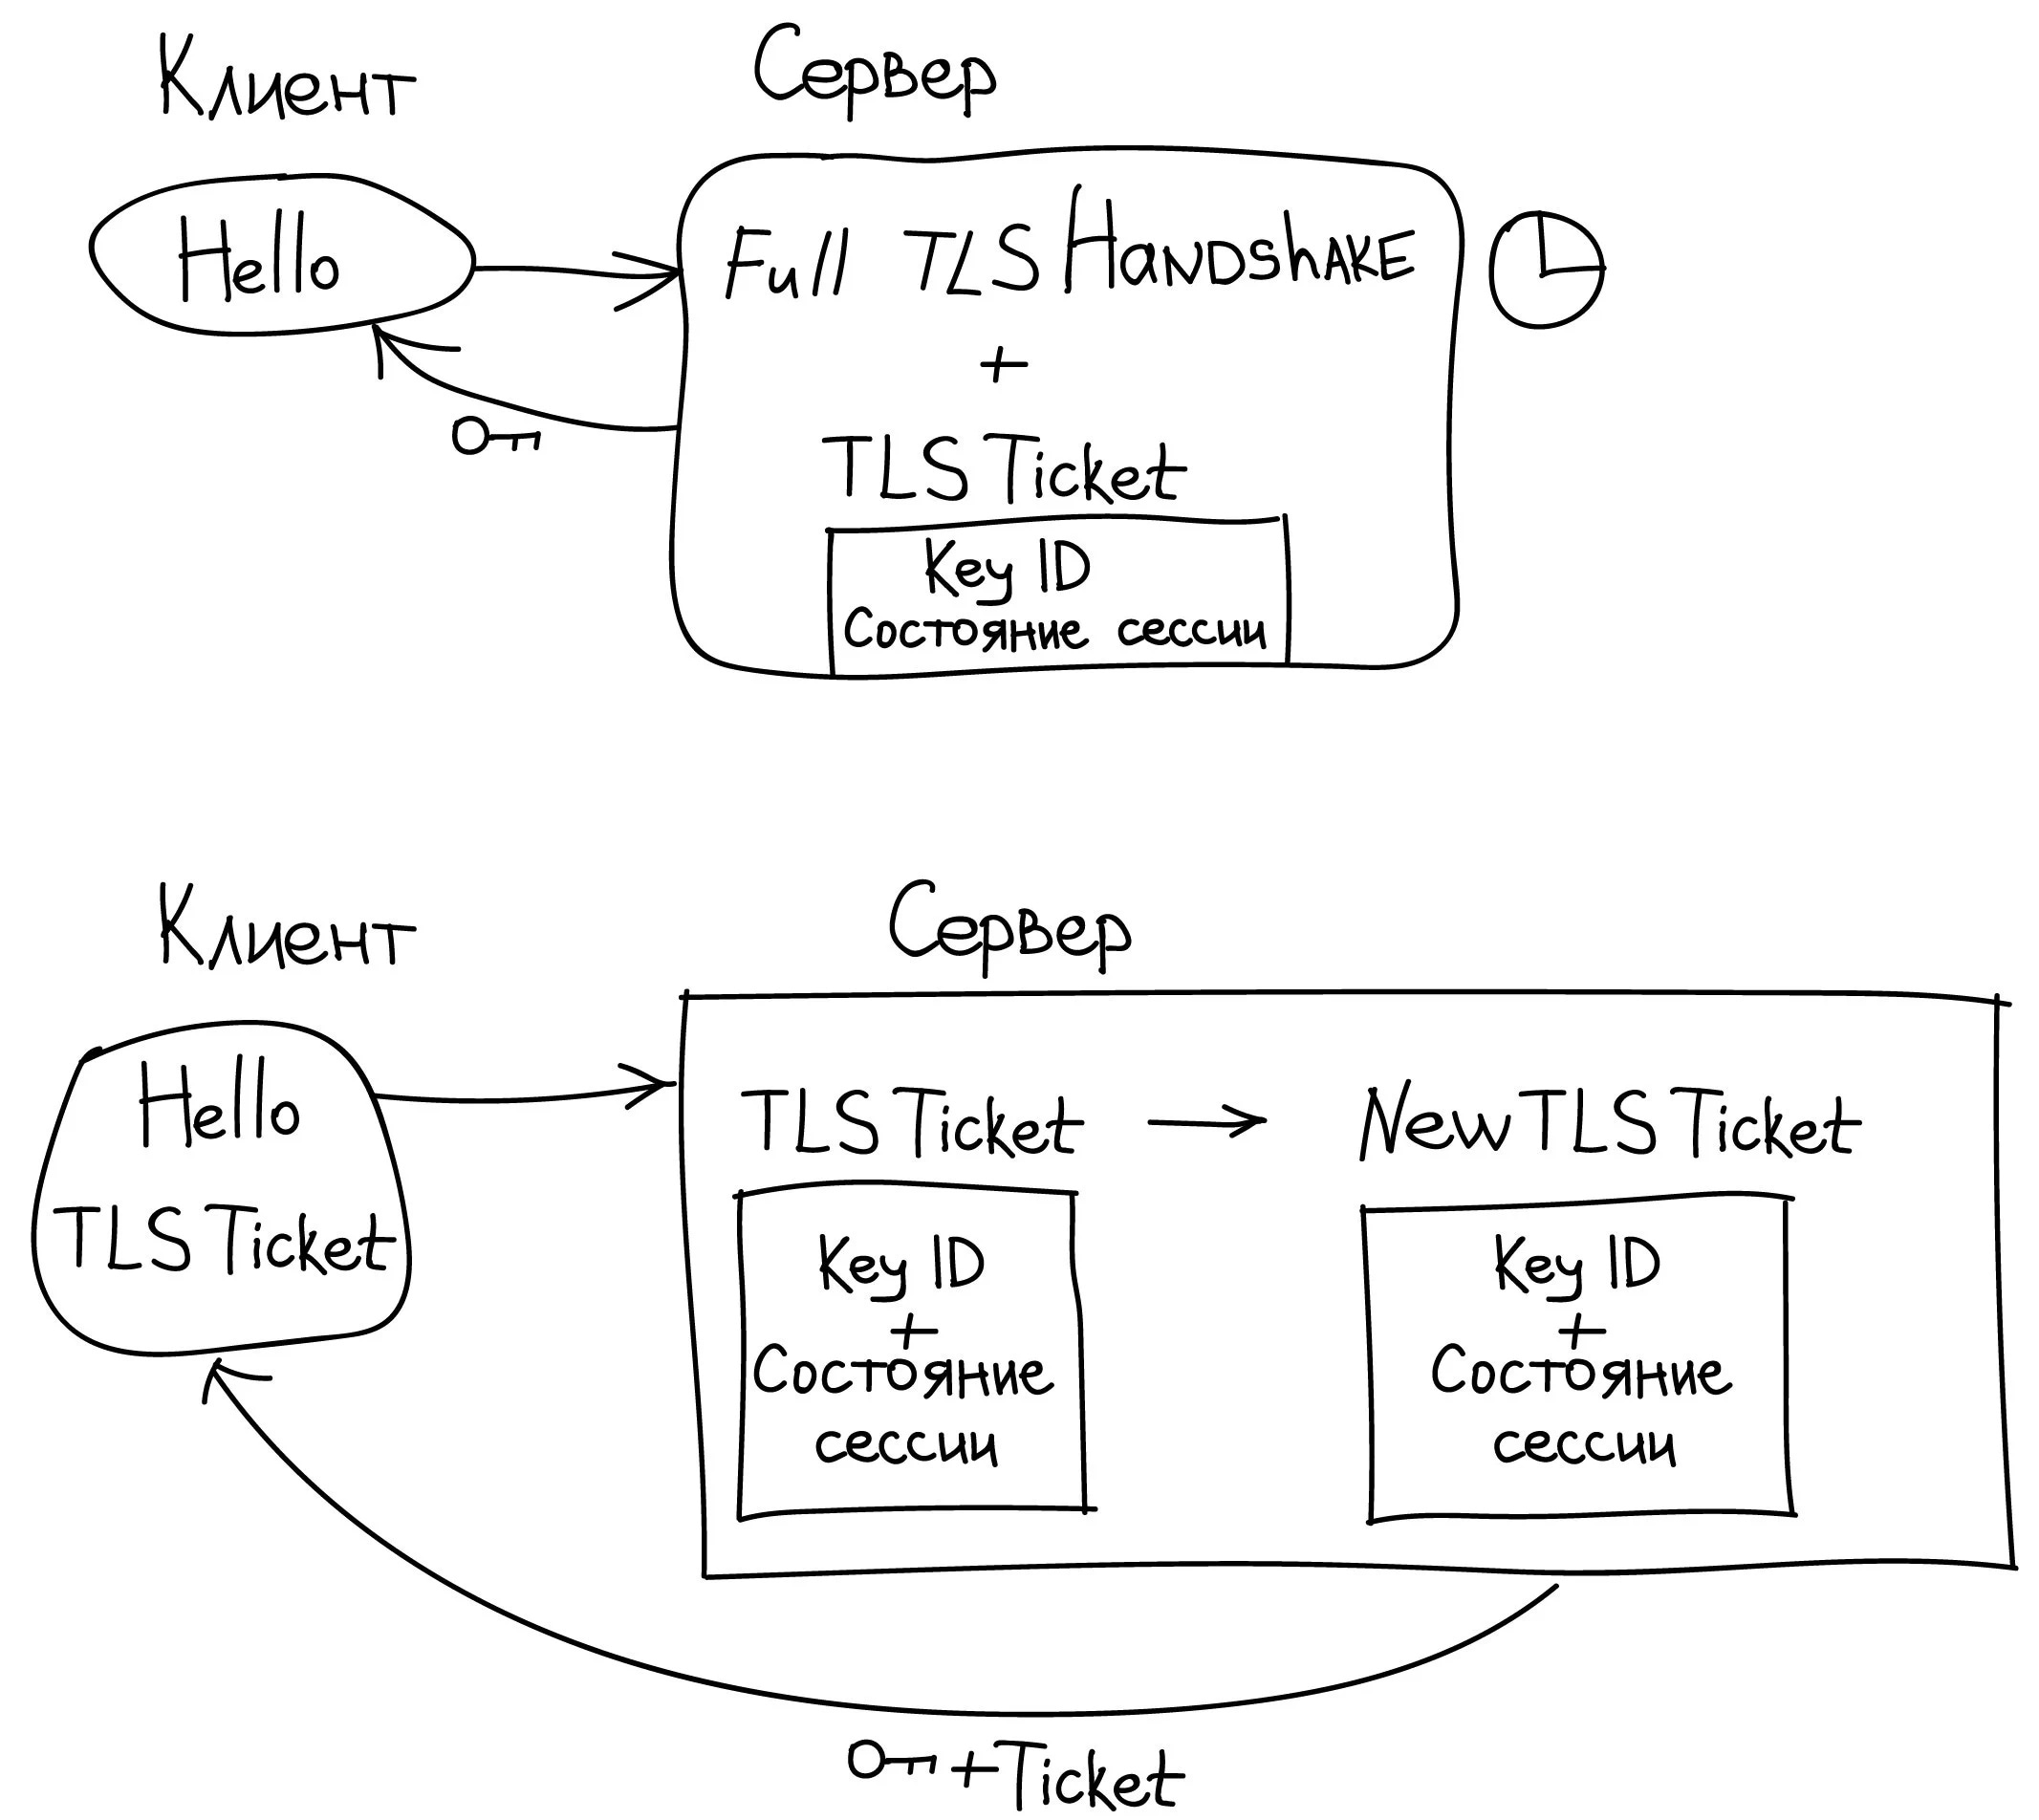 Клиент
Сервер
Hello
Full TLS Handshake
+
TLS Ticket
Key ID
Состояние сессии
Клиент
Сервер
Hello
TLS Ticket
TLS Ticket
New TLS Ticket
Key ID
+
Состояние
сессии
Key ID
+
Состояние
сессии
+Ticket